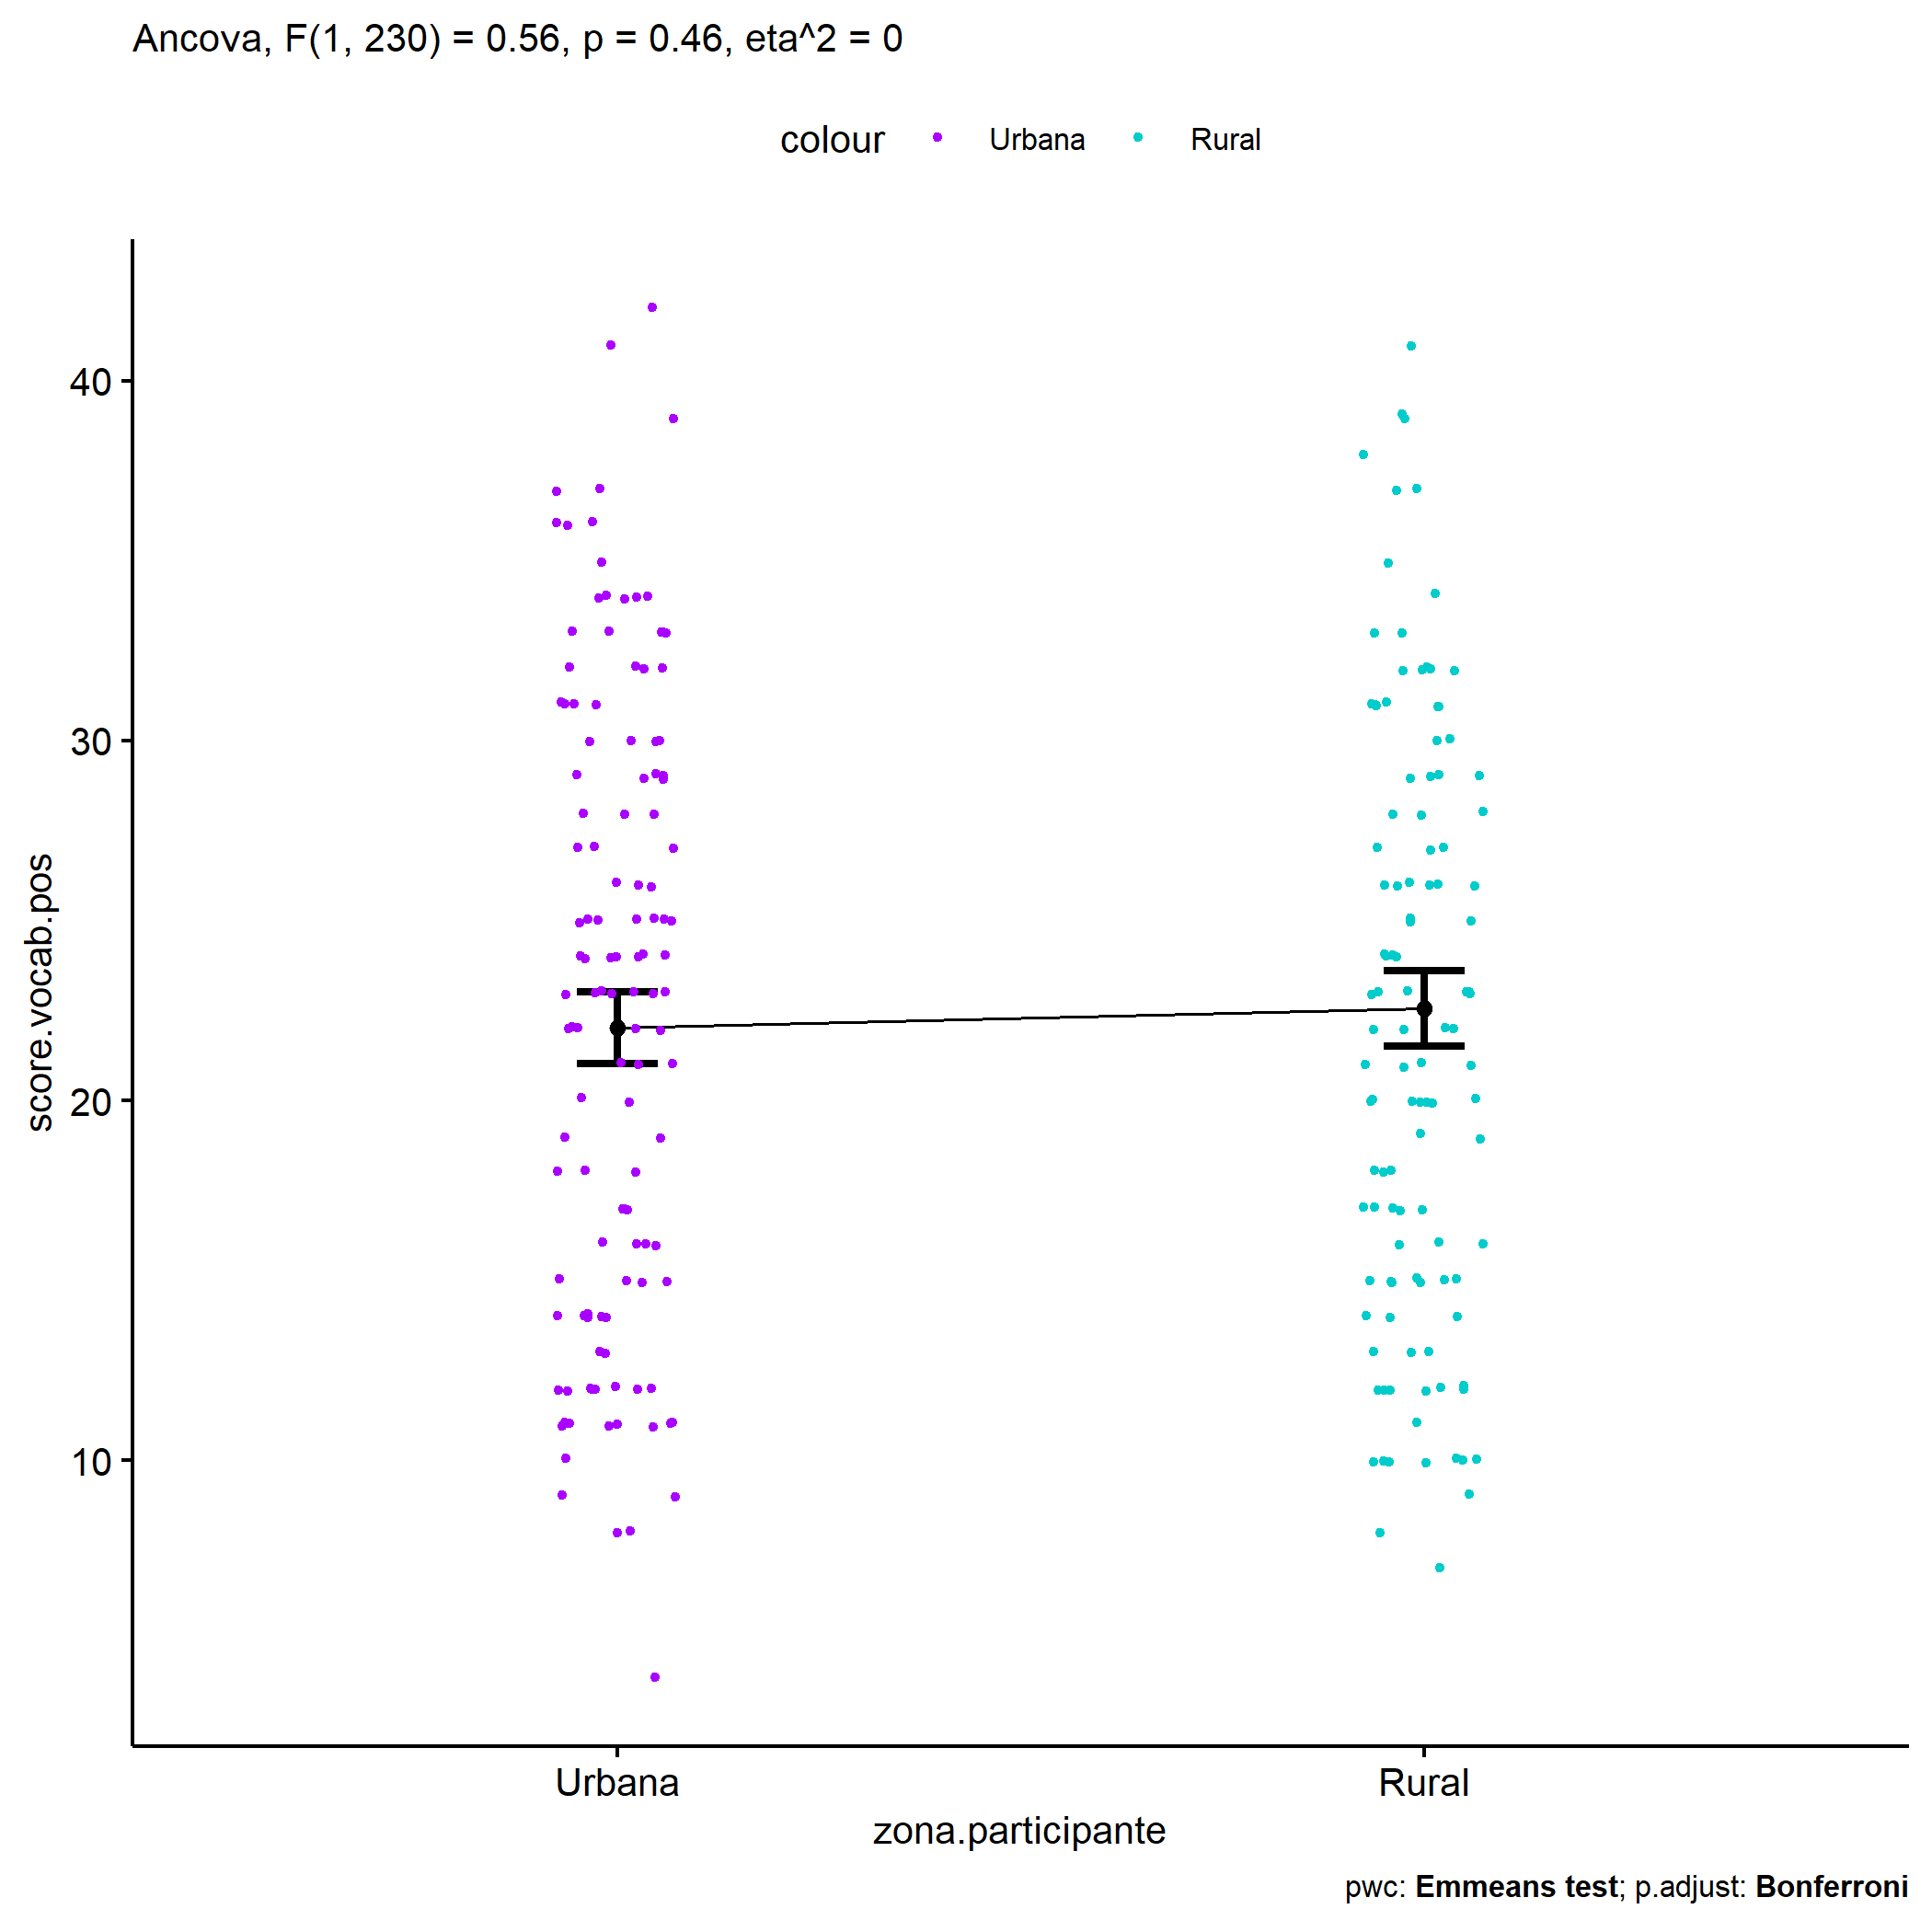 Ancova, F(1, 230) = 0.56, p = 0.46, eta^2 = 0
colour Urbana Rural
score.vocab.pos
40
30
20
10
Urbana Rural
zona.participante
pwc: Emmeans test; p.adjust: Bonferroni